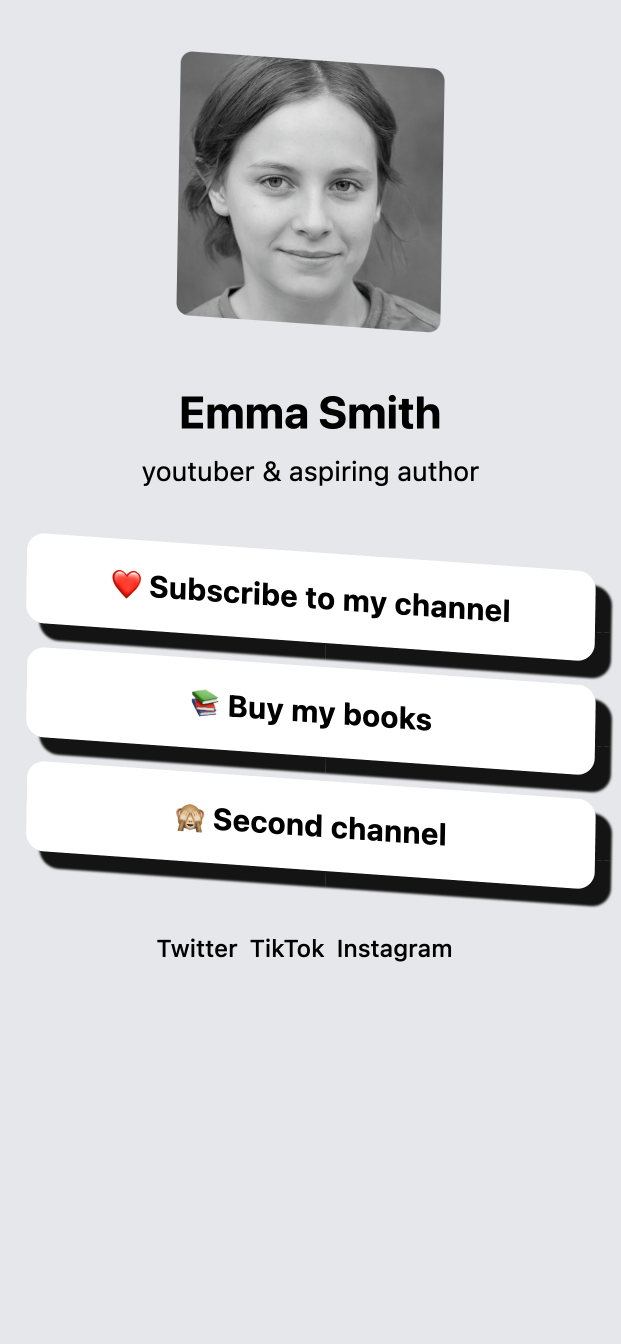 Emma Smith
youtuber & aspiring author
❤️ Subscribe to my channel
📚 Buy my books
🙈 Second channel
Twitter TikTok Instagram